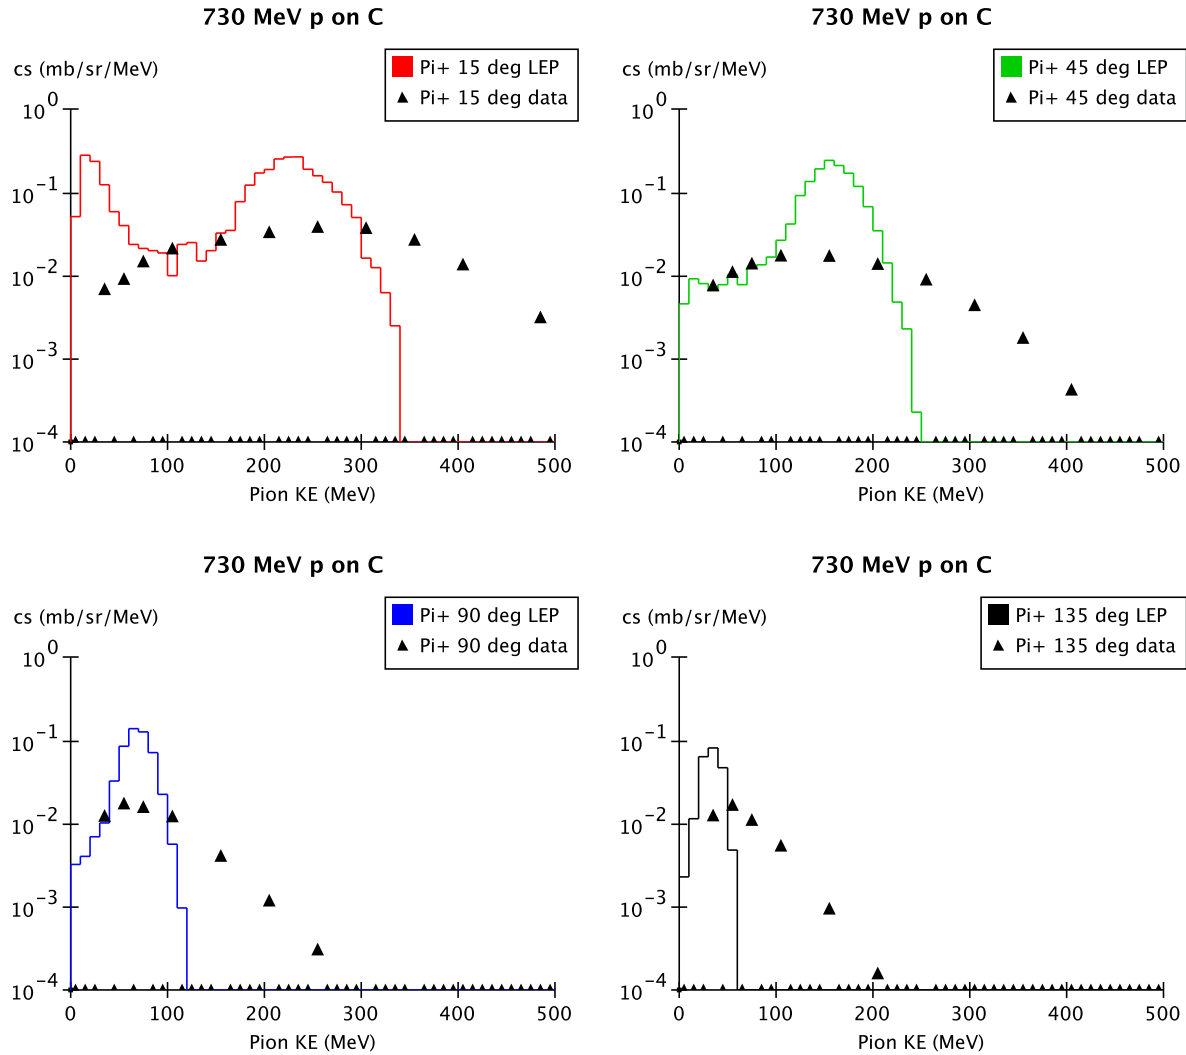 730 MeV p on C
cs (mb/sr/MeV)
Pi+ 15 deg LEP
Pi+ 15 deg data
10^0
10^-1
10^-2
10^-3
10^-4
0 100 200 300 400 500
Pion KE (MeV)
730 MeV p on C
cs (mb/sr/MeV)
Pi+ 45 deg LEP
Pi+ 45 deg data
10^0
10^-1
10^-2
10^-3
10^-4
0 100 200 300 400 500
Pion KE (MeV)
730 MeV p on C
cs (mb/sr/MeV)
Pi+ 90 deg LEP
Pi+ 90 deg data
10^0
10^-1
10^-2
10^-3
10^-4
0 100 200 300 400 500
Pion KE (MeV)
730 MeV p on C
cs (mb/sr/MeV)
Pi+ 135 deg LEP
Pi+ 135 deg data
10^0
10^-1
10^-2
10^-3
10^-4
0 100 200 300 400 500
Pion KE (MeV)